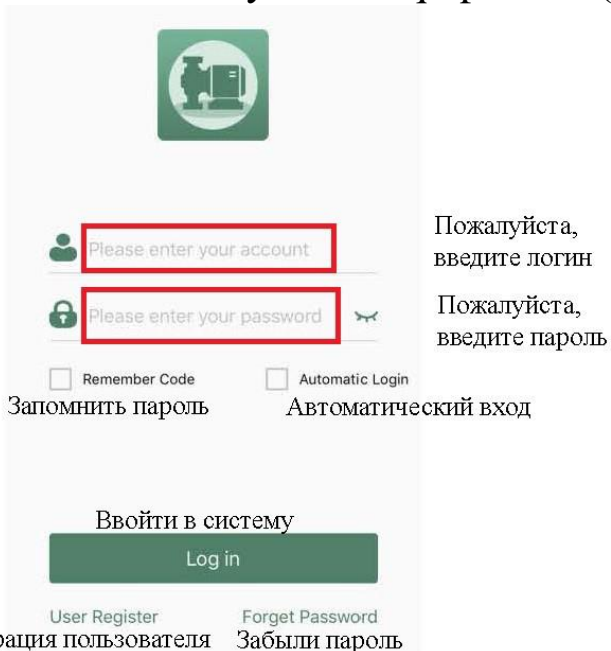 Please enter your account
Пожалуйста,
введите логин
Please enter your password
Пожалуйста,
введите пароль
Remember Code
Automatic Login
Запомнить пароль
Автоматический вход
Ввойти в систему
Log in
User Register
Forget Password
пользователя
Забыли пароль